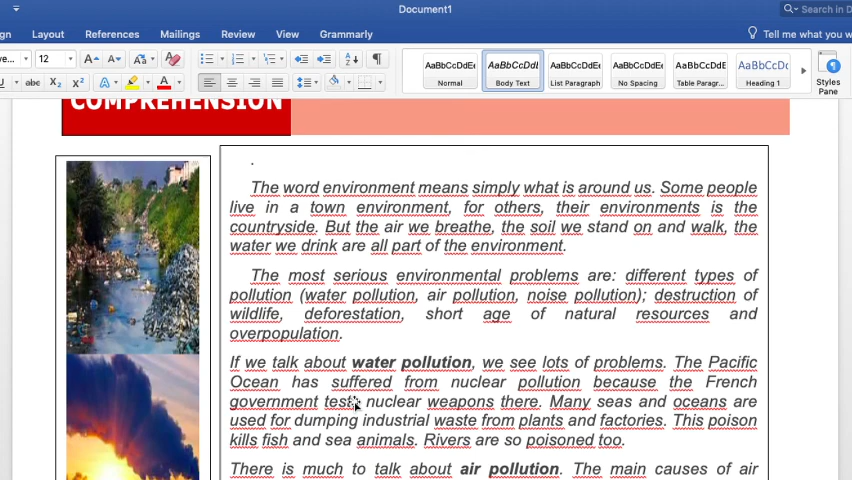 Document1
Search in D
gn Layout References Mailings Review View Grammarly Tell me what you w
12 Aa
abc X₂ X² A A
AaBbCcDdEe AaBbCcDdE AaBbCcDdEe AaBbCcDdEe AaBbCcDdEe AaBbCcDc
Normal Body Text List Paragraph No Spacing Table Paragr... Heading 1 Styles
Pane
COMPREHENSION
.
The word environment means simply what is around us. Some people
live in a town environment, for others, their environments is the
countryside. But the air we breathe, the soil we stand on and walk, the
water we drink are all part of the environment.
The most serious environmental problems are: different types of
pollution (water pollution, air pollution, noise pollution); destruction of
wildlife, deforestation, short age of natural resources and
overpopulation.
If we talk about water pollution, we see lots of problems. The Pacific
Ocean has suffered from nuclear pollution because the French
government tests nuclear weapons there. Many seas and oceans are
used for dumping industrial waste from plants and factories. This poison
kills fish and sea animals. Rivers are so poisoned too.
There is much to talk about air pollution. The main causes of air